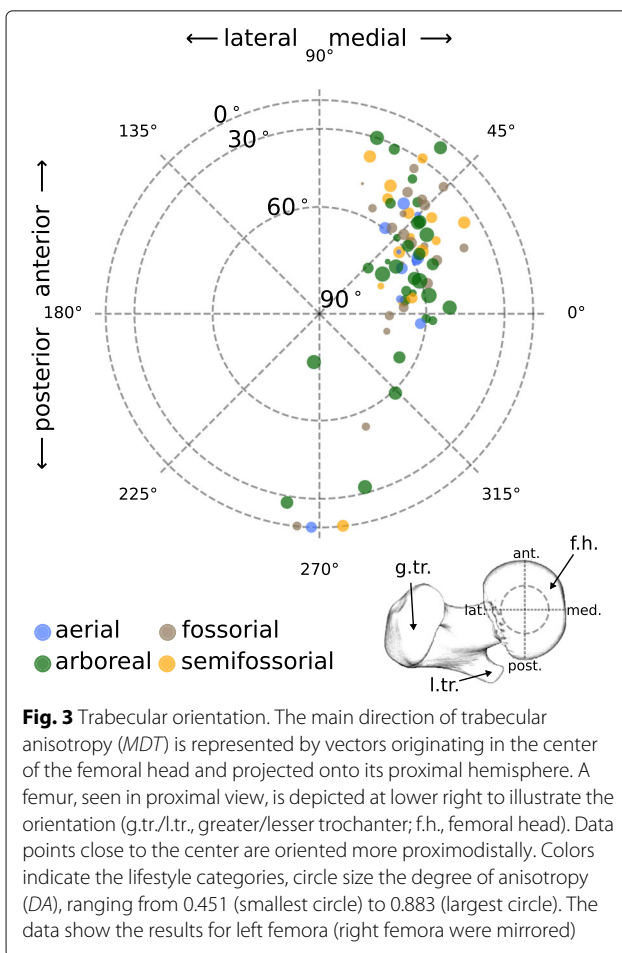 ← lateral medial →
90°
0°
135°
30°
45°
60°
← posterior anterior →
90°
180°
0°
225°
315°
270°
ant.
f.h.
g.tr.
lat.
med.
post.
l.tr.
aerial
fossorial
arboreal
semifossorial
Fig. 3 Trabecular orientation. The main direction of trabecular
anisotropy (MDT) is represented by vectors originating in the center
of the femoral head and projected onto its proximal hemisphere. A
femur, seen in proximal view, is depicted at lower right to illustrate the
orientation (g.tr./l.tr., greater/lesser trochanter; f.h., femoral head). Data
points close to the center are oriented more proximodistally. Colors
indicate the lifestyle categories, circle size the degree of anisotropy
(DA), ranging from 0.451 (smallest circle) to 0.883 (largest circle). The
data show the results for left femora (right femora were mirrored)